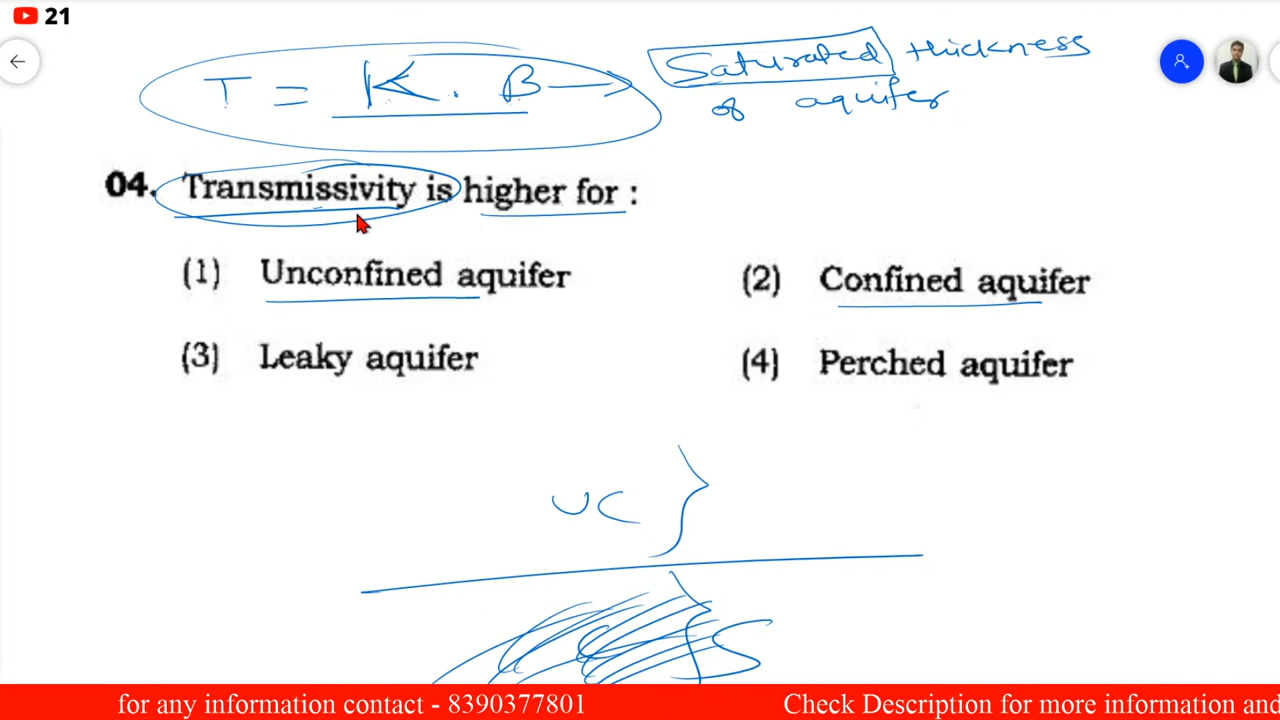 21
T = K . B → Saturated thickness
of aquifer
04. Transmissivity is higher for :
(1) Unconfined aquifer
(2) Confined aquifer
(3) Leaky aquifer
(4) Perched aquifer
UC
S
for any information contact - 8390377801
Check Description for more information and